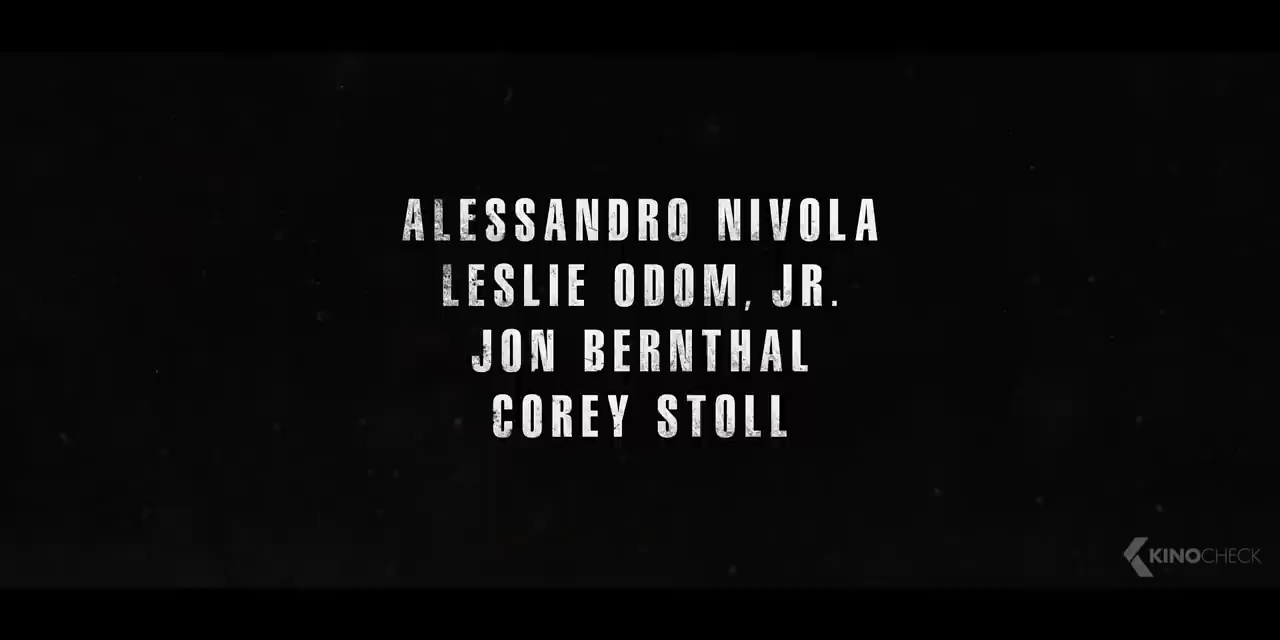 ALESSANDRO NIVOLA
LESLIE ODOM, JR.
JON BERNTHAL
COREY STOLL
KINOCHECK